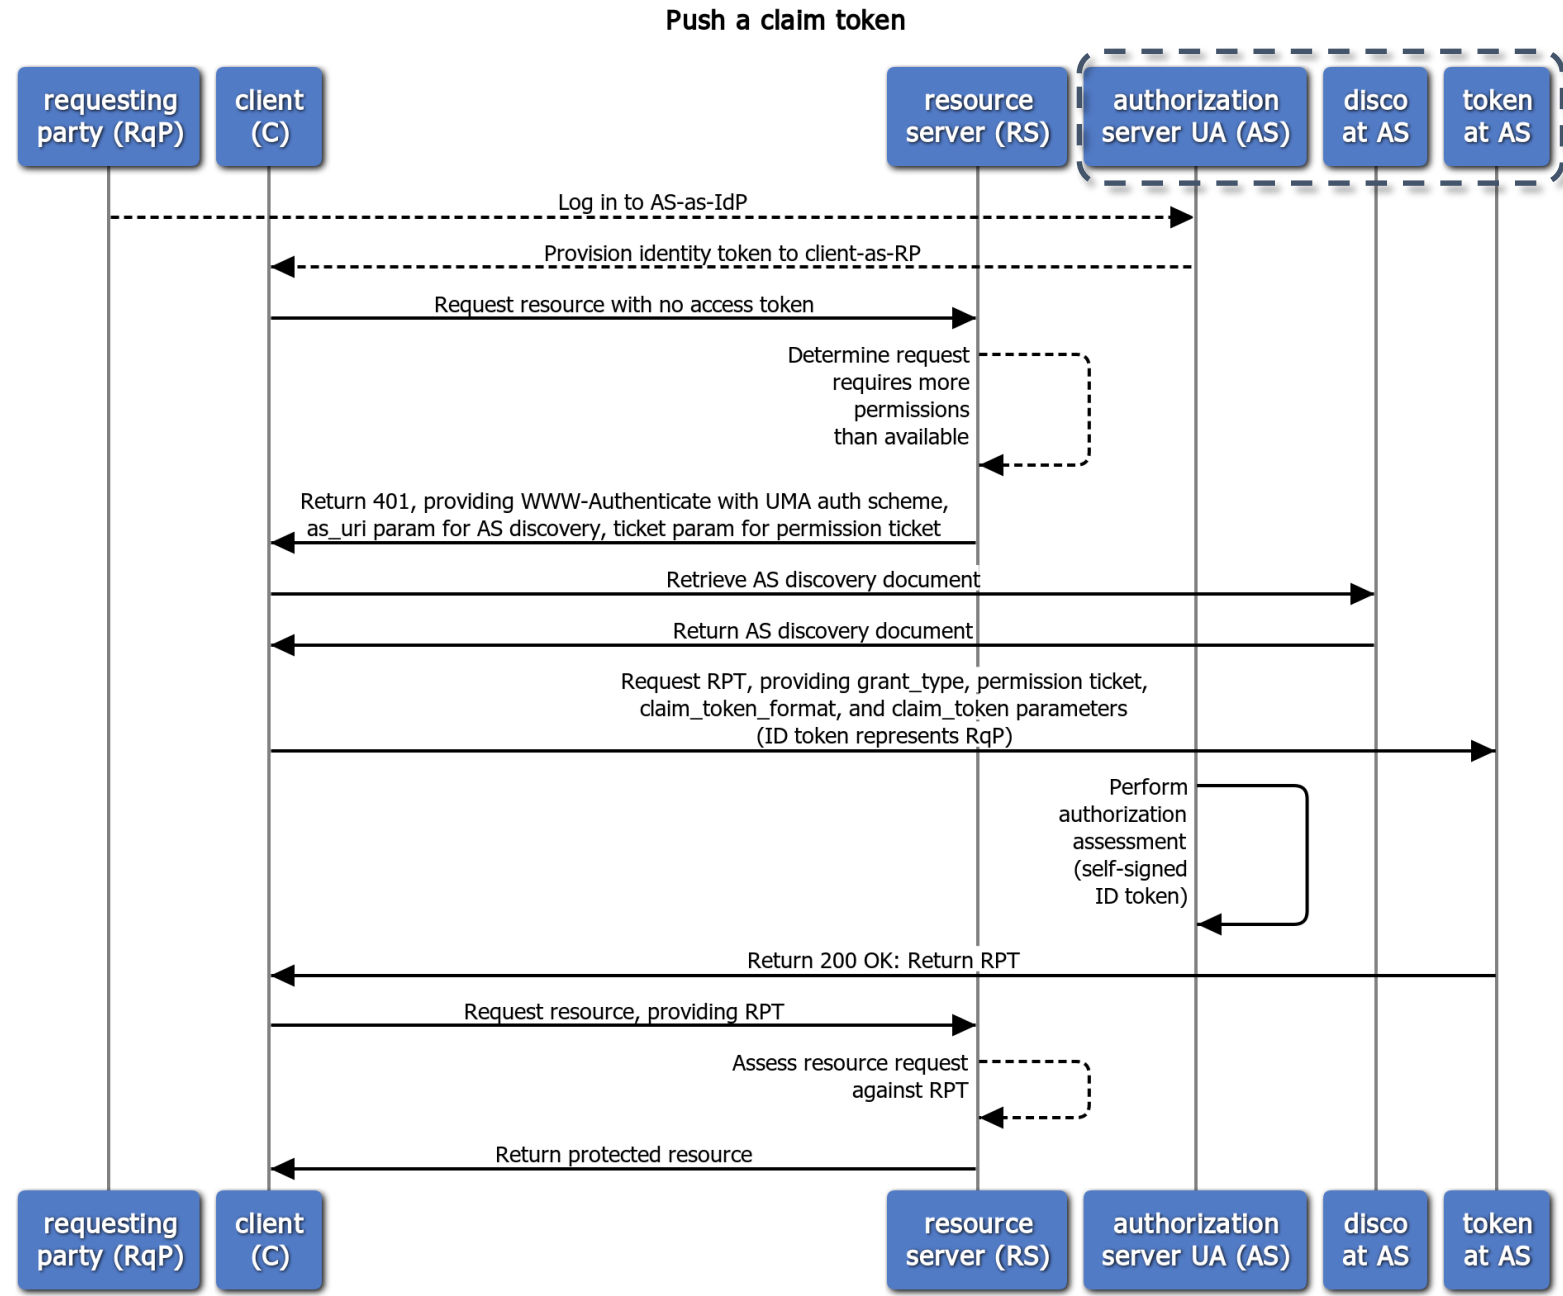 Push a claim token
requesting
party (RqP)
client
(C)
resource
server (RS)
authorization
server UA (AS)
disco
at AS
token
at AS
Log in to AS-as-IdP
Provision identity token to client-as-RP
Request resource with no access token
Determine request
requires more
permissions
than available
Return 401, providing WWW-Authenticate with UMA auth scheme,
as_uri param for AS discovery, ticket param for permission ticket
Retrieve AS discovery document
Return AS discovery document
Request RPT, providing grant_type, permission ticket,
claim_token_format, and claim_token parameters
(ID token represents RqP)
Perform
authorization
assessment
(self-signed
ID token)
Return 200 OK: Return RPT
Request resource, providing RPT
Assess resource request
against RPT
Return protected resource
requesting
party (RqP)
client
(C)
resource
server (RS)
authorization
server UA (AS)
disco
at AS
token
at AS